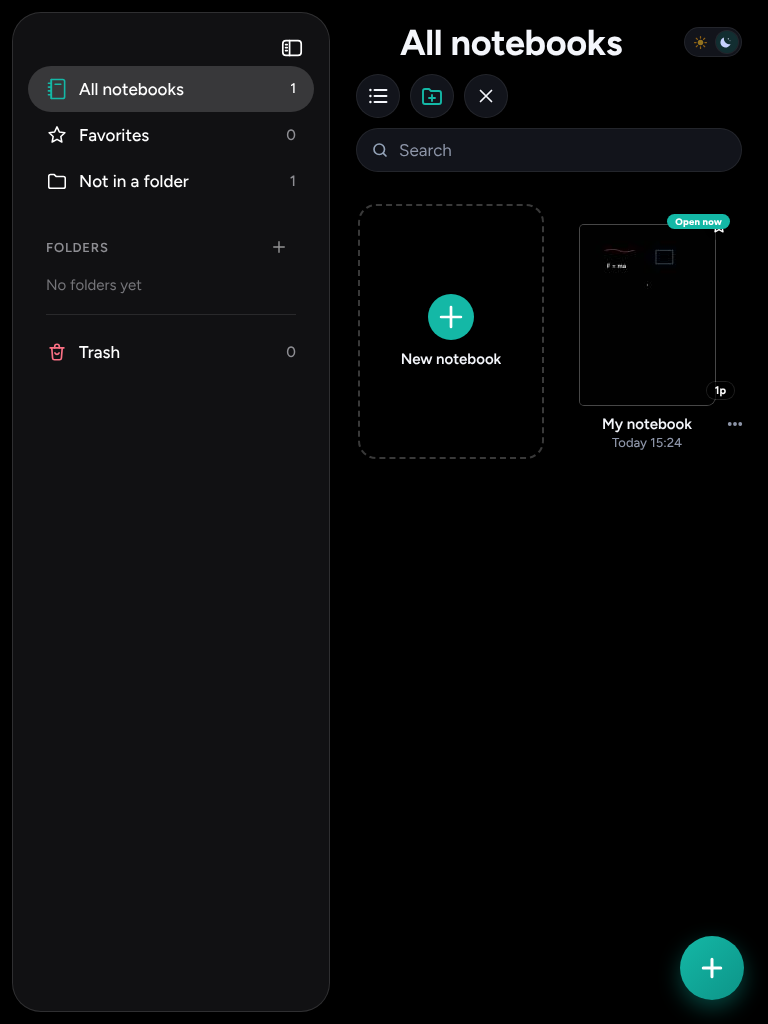 All notebooks 1
Favorites 0
Not in a folder 1
FOLDERS
No folders yet
Trash 0
All notebooks
Search
New notebook
Open now
F = ma
1p
My notebook
Today 15:24